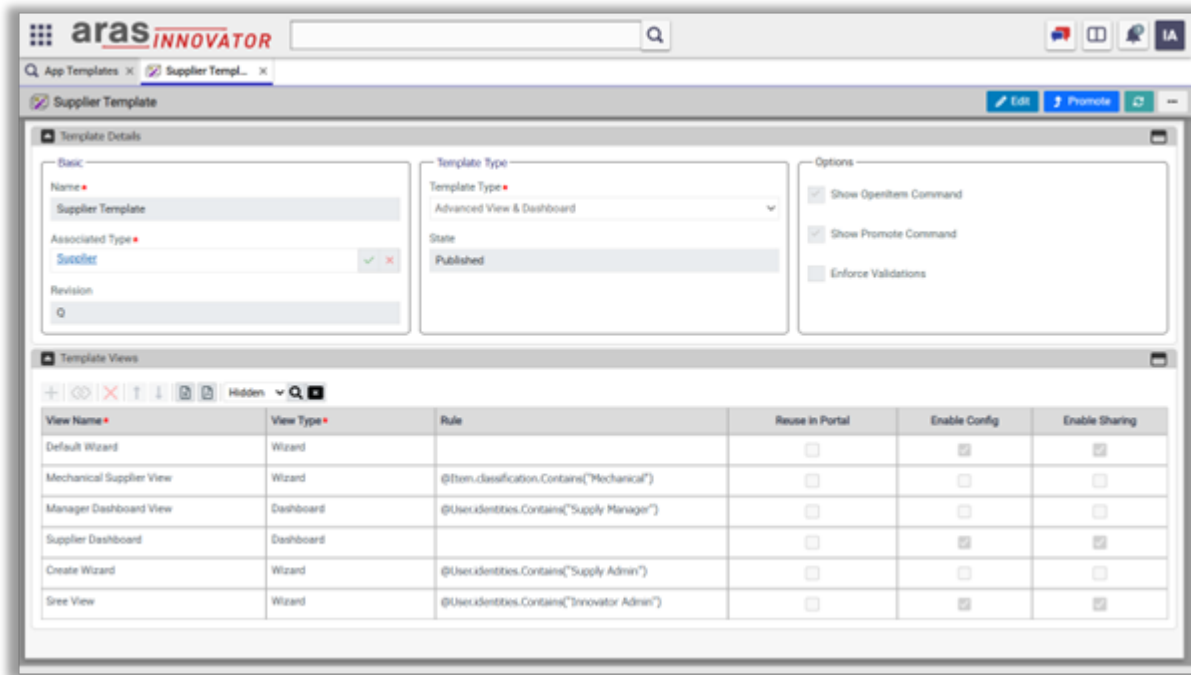 aras INNOVATOR
IA
App Templates × Supplier Templ... ×
Supplier Template Edit Promote
Template Details
Basic Template Type Options
Name• Template Type• Show OpenItem Command
Supplier Template Advanced View & Dashboard
Associated Type• State Show Promote Command
Supplier Published
Revision Enforce Validations
Q
Template Views
Hidden
View Name• View Type• Rule Reuse in Portal Enable Config Enable Sharing
Default Wizard Wizard
Mechanical Supplier View Wizard @Item.classification.Contains("Mechanical")
Manager Dashboard View Dashboard @User.identities.Contains("Supply Manager")
Supplier Dashboard Dashboard
Create Wizard Wizard @User.identities.Contains("Supply Admin")
Sree View Wizard @User.identities.Contains("Innovator Admin")